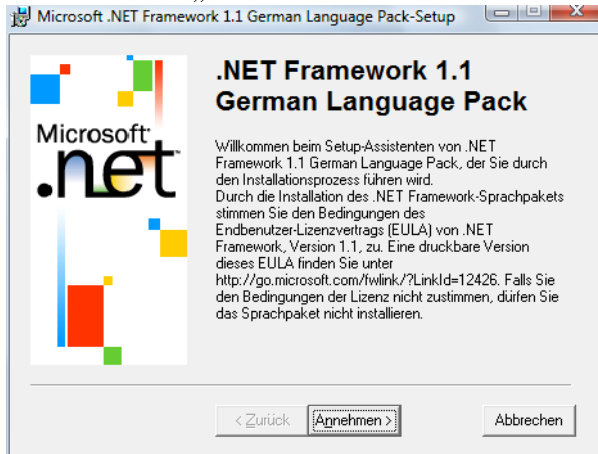 Microsoft .NET Framework 1.1 German Language Pack-Setup
.NET Framework 1.1
German Language Pack
Microsoft
.net
Willkommen beim Setup-Assistenten von .NET
Framework 1.1 German Language Pack, der Sie durch
den Installationsprozess führen wird.
Durch die Installation des .NET Framework-Sprachpakets
stimmen Sie den Bedingungen des
Endbenutzer-Lizenzvertrags (EULA) von .NET
Framework, Version 1.1, zu. Eine druckbare Version
dieses EULA finden Sie unter
http://go.microsoft.com/fwlink/?LinkId=12426. Falls Sie
den Bedingungen der Lizenz nicht zustimmen, dürfen Sie
das Sprachpaket nicht installieren.
< Zurück
Annehmen >
Abbrechen